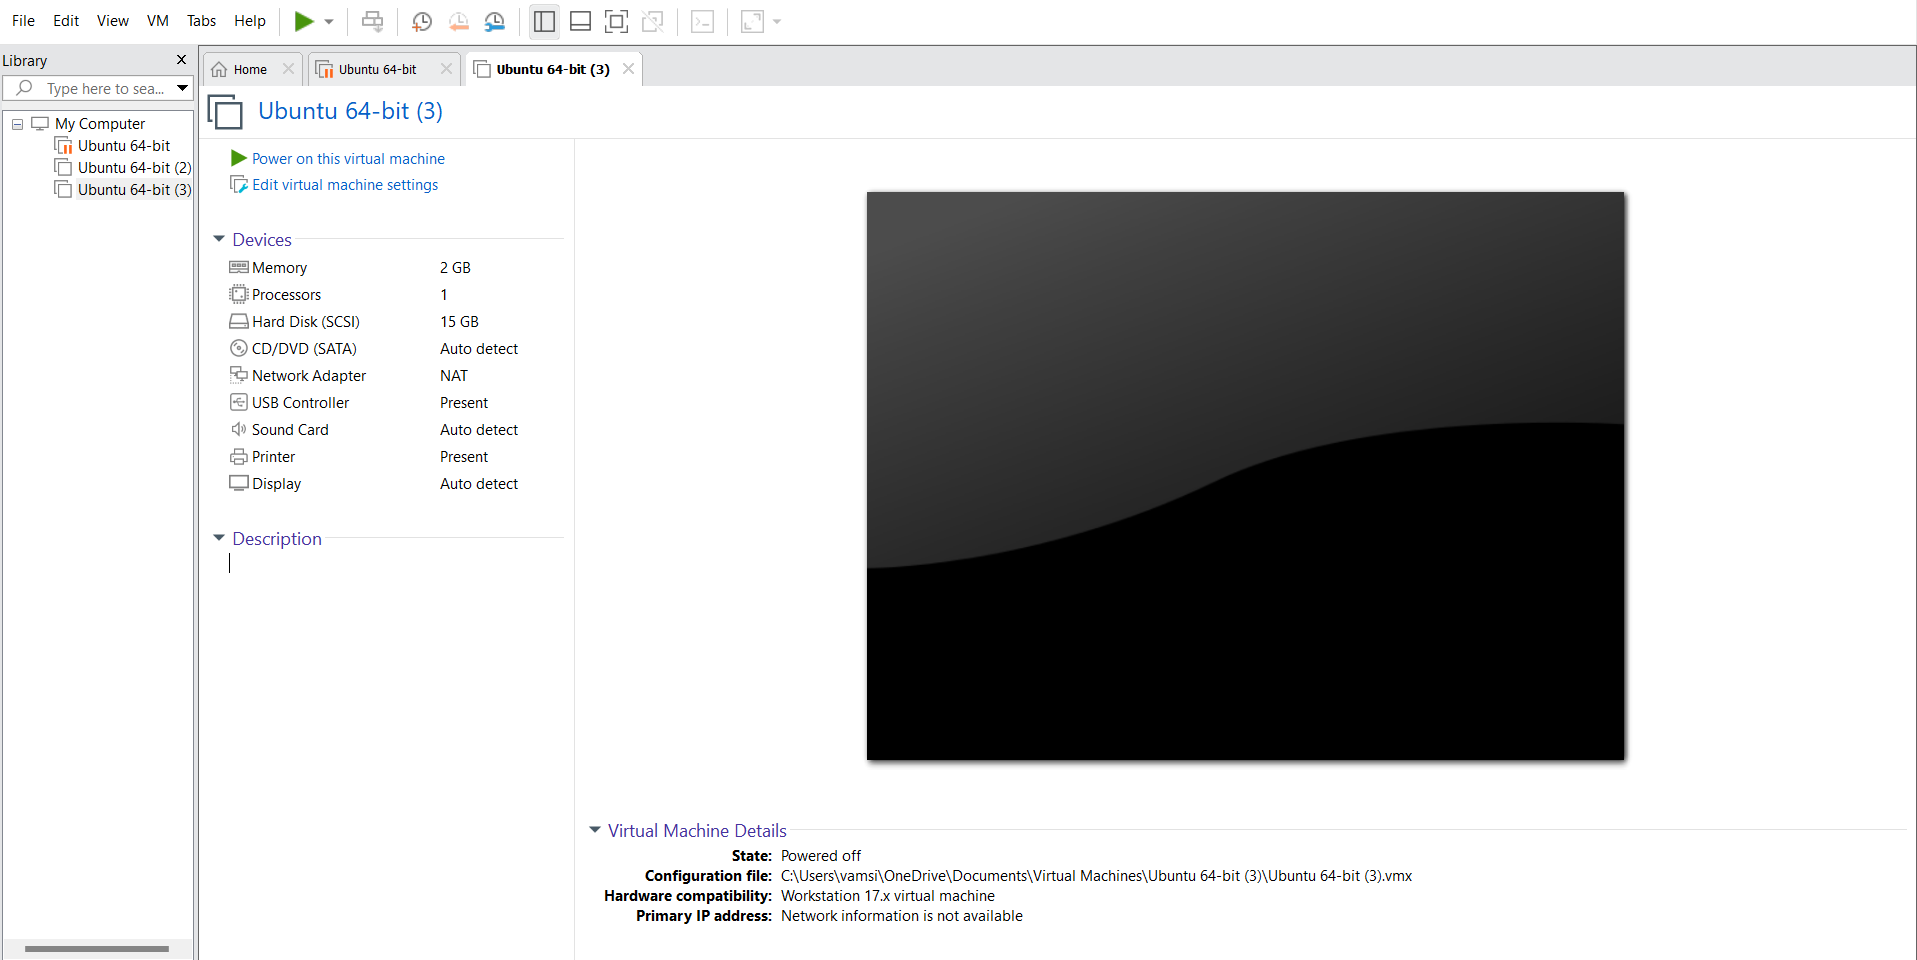 File Edit View VM Tabs Help
Library X
Type here to sea...
My Computer
Ubuntu 64-bit
Ubuntu 64-bit (2)
Ubuntu 64-bit (3)
Home Ubuntu 64-bit Ubuntu 64-bit (3)
Ubuntu 64-bit (3)
Power on this virtual machine
Edit virtual machine settings
Devices
Memory 2 GB
Processors 1
Hard Disk (SCSI) 15 GB
CD/DVD (SATA) Auto detect
Network Adapter NAT
USB Controller Present
Sound Card Auto detect
Printer Present
Display Auto detect
Description
Virtual Machine Details
State: Powered off
Configuration file: C:\Users\vamsi\OneDrive\Documents\Virtual Machines\Ubuntu 64-bit (3)\Ubuntu 64-bit (3).vmx
Hardware compatibility: Workstation 17.x virtual machine
Primary IP address: Network information is not available